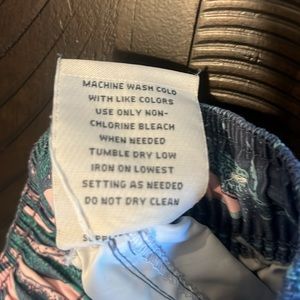 MACHINE WASH COLD
WITH LIKE COLORS
USE ONLY NON-
CHLORINE BLEACH
WHEN NEEDED
TUMBLE DRY LOW
IRON ON LOWEST
SETTING AS NEEDED
DO NOT DRY CLEAN